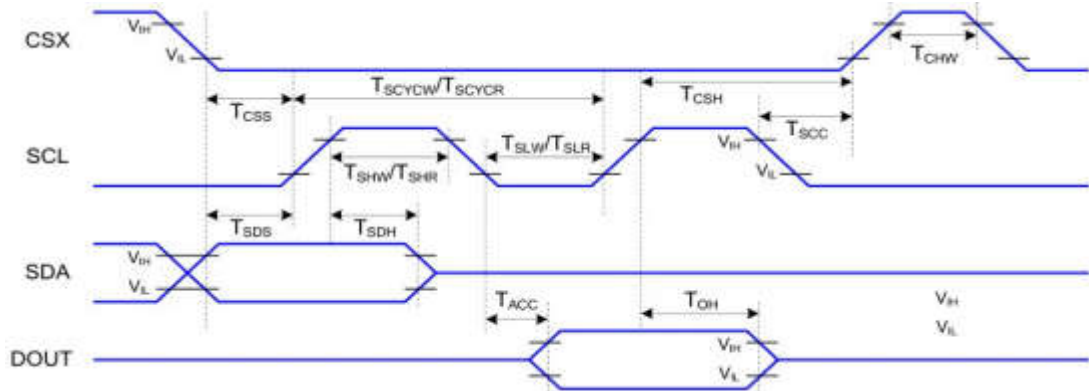 CSX
VIH
VIL
TCHW
TSCYCW/TSCYCR
TCSH
TCSS
TSCC
SCL
TSLW/TSLR
VIH
TSHW/TSHR
VIL
TSDS
TSDH
SDA
VIH
VIL
TACC
TOH
VIH
VIL
DOUT
VIH
VIL